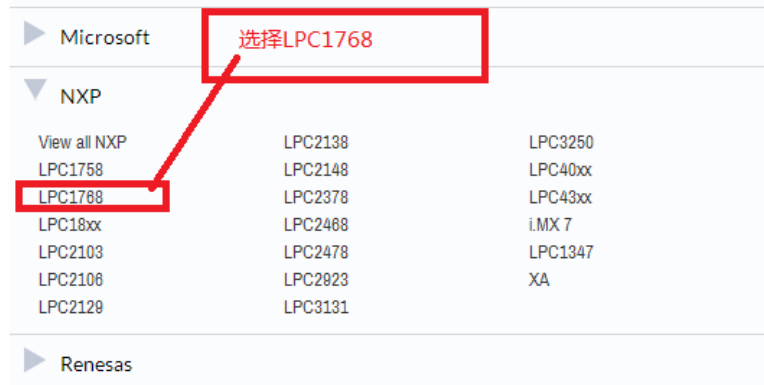 Microsoft
选择LPC1768
NXP
View all NXP
LPC2138
LPC3250
LPC1758
LPC2148
LPC40xx
LPC1768
LPC2378
LPC43xx
LPC18xx
LPC2468
i.MX 7
LPC2103
LPC2478
LPC1347
LPC2106
LPC2923
XA
LPC2129
LPC3131
Renesas